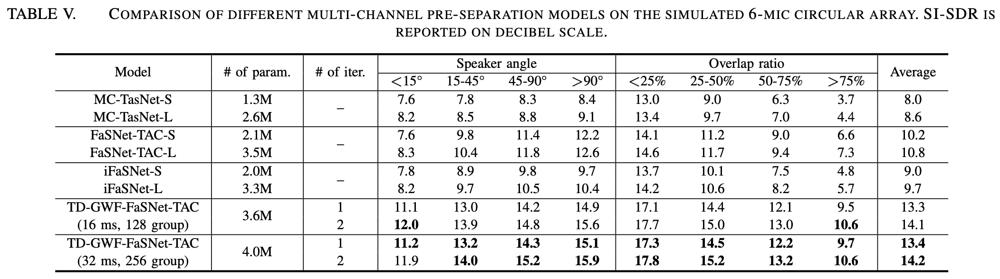 TABLE V. COMPARISON OF DIFFERENT MULTI-CHANNEL PRE-SEPARATION MODELS ON THE SIMULATED 6-MIC CIRCULAR ARRAY. SI-SDR IS
REPORTED ON DECIBEL SCALE.
Model # of param. # of iter. Speaker angle Overlap ratio Average
<15° 15-45° 45-90° >90° <25% 25-50% 50-75% >75%
MC-TasNet-S 1.3M – 7.6 7.8 8.3 8.4 13.0 9.0 6.3 3.7 8.0
MC-TasNet-L 2.6M 8.2 8.5 8.8 9.1 13.4 9.7 7.0 4.4 8.6
FaSNet-TAC-S 2.1M – 7.6 9.8 11.4 12.2 14.1 11.2 9.0 6.6 10.2
FaSNet-TAC-L 3.5M 8.3 10.4 11.8 12.6 14.6 11.7 9.4 7.3 10.8
iFaSNet-S 2.0M – 7.8 8.9 9.8 9.7 13.7 10.1 7.5 4.8 9.0
iFaSNet-L 3.3M 8.2 9.7 10.5 10.4 14.2 10.6 8.2 5.7 9.7
TD-GWF-FaSNet-TAC 3.6M 1 11.1 13.0 14.2 14.9 17.1 14.4 12.1 9.5 13.3
(16 ms, 128 group) 2 12.0 13.9 14.8 15.6 17.7 15.0 13.0 10.6 14.1
TD-GWF-FaSNet-TAC 4.0M 1 11.2 13.2 14.3 15.1 17.3 14.5 12.2 9.7 13.4
(32 ms, 256 group) 2 11.9 14.0 15.2 15.9 17.8 15.2 13.2 10.6 14.2